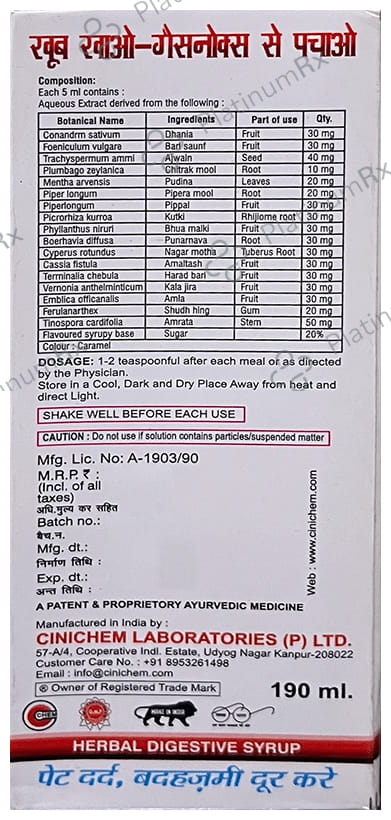 खूब खाओ-गैसनोक्स से पचाओ
Composition:
Each 5 ml contains :
Aqueous Extract derived from the following :
Botanical Name Ingredients Part of use Qty.
Conandrm sativum Dhania Fruit 30 mg
Foeniculum vulgare Bari saunf Fruit 30 mg
Trachyspermum ammi Ajwain Seed 40 mg
Plumbago zeylanica Chitrak mool Root 10 mg
Mentha arvensis Pudina Leaves 20 mg
Piper longum Pipera mool Root 20 mg
Piperlongum Pippal Fruit 30 mg
Picrorhiza kurroa Kutki Rhijiome root 30 mg
Phyllanthus niruri Bhua malki Fruit 30 mg
Boerhavia diffusa Punarnava Root 30 mg
Cyperus rotundus Nagar motha Tuberus Root 30 mg
Cassia fistula Amaltash Fruit 30 mg
Terminalia chebula Harad bari Fruit 30 mg
Vernonia anthelminticum Kala jira Fruit 30 mg
Emblica officanalis Amla Fruit 30 mg
Ferulanarthex Shudh hing Gum 20 mg
Tinospora cardifolia Amrata Stem 50 mg
Flavoured syrupy base Sugar 20%
Colour : Caramel
DOSAGE: 1-2 teaspoonful after each meal or as directed
by the Physician.
Store in a Cool, Dark and Dry Place Away from heat and
direct Light.
SHAKE WELL BEFORE EACH USE
CAUTION : Do not use if solution contains particles/suspended matter
Mfg. Lic. No: A-1903/90
M.R.P. ₹ :
(Incl. of all
taxes)
अधि.मुल्य कर सहित
Batch no.:
बैच.न.
Mfg. dt.:
निर्माण तिथि :
Exp. dt.:
अन्त तिथि :
Web : www.cinichem.com
A PATENT & PROPRIETORY AYURVEDIC MEDICINE
Manufactured in India by :
CINICHEM LABORATORIES (P) LTD.
57-A/4, Cooperative Indl. Estate, Udyog Nagar Kanpur-208022
Customer Care No. : +91 8953261498
Email : info@cinichem.com
® Owner of Registered Trade Mark
190 ml.
MAKE IN INDIA
HERBAL DIGESTIVE SYRUP
पेट दर्द, बदहज़मी दूर करे
PlatinumRx